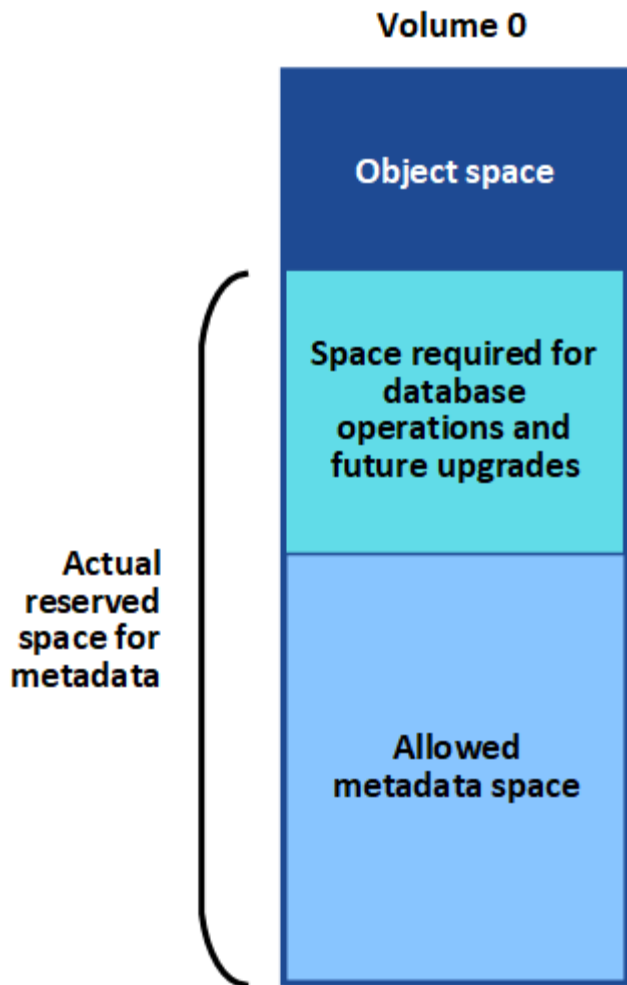 Volume 0
Object space
Space required for
database
operations and
future upgrades
Actual
reserved
space for
metadata
Allowed
metadata space